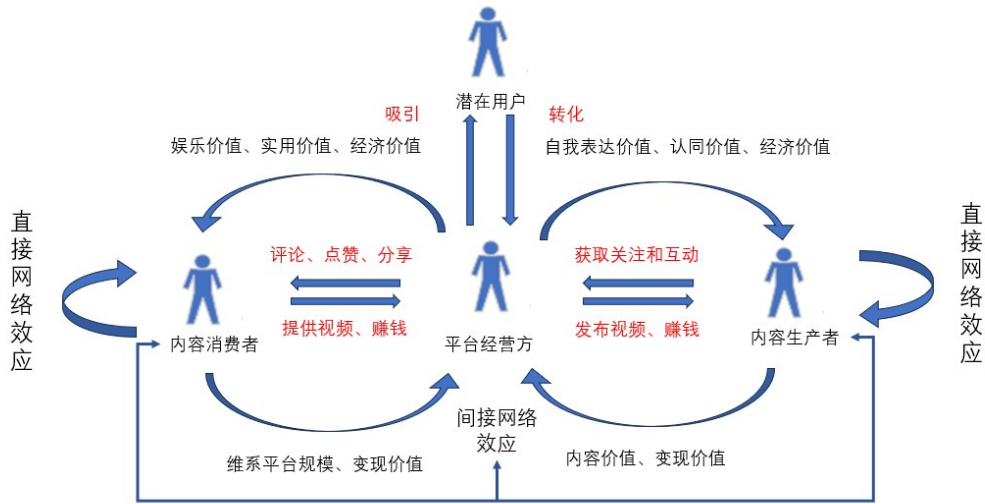 潜在用户
吸引
转化
娱乐价值、实用价值、经济价值
自我表达价值、认同价值、经济价值
直接网络效应
评论、点赞、分享
获取关注和互动
直接网络效应
提供视频、赚钱
发布视频、赚钱
内容消费者
平台经营方
内容生产者
间接网络
效应
维系平台规模、变现价值
内容价值、变现价值